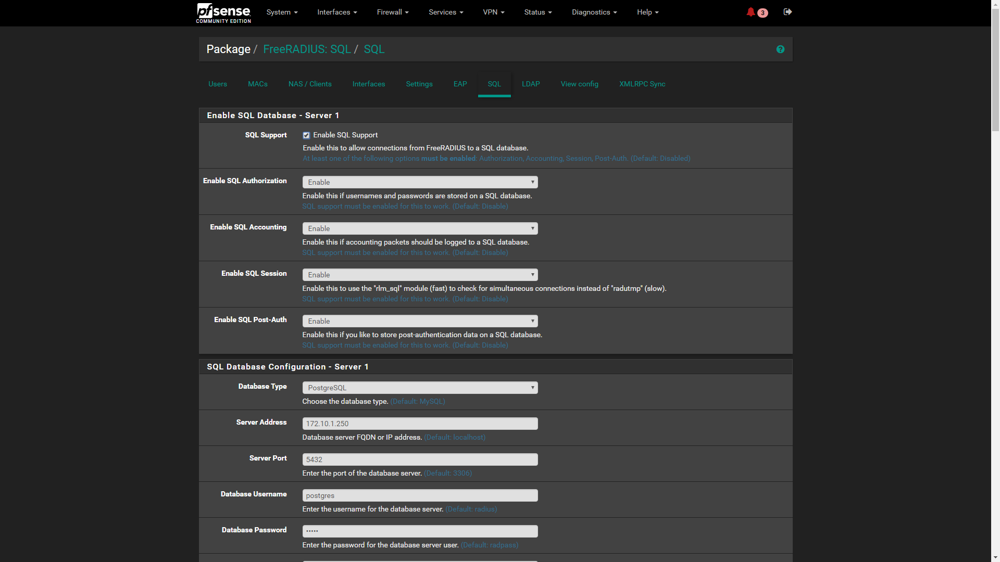 pfsense
COMMUNITY EDITION
System
Interfaces
Firewall
Services
VPN
Status
Diagnostics
Help
3
Package / FreeRADIUS: SQL / SQL
?
Users
MACs
NAS / Clients
Interfaces
Settings
EAP
SQL
LDAP
View config
XMLRPC Sync
Enable SQL Database - Server 1
SQL Support
Enable SQL Support
Enable this to allow connections from FreeRADIUS to a SQL database.
At least one of the following options must be enabled: Authorization, Accounting, Session, Post-Auth. (Default: Disabled)
Enable SQL Authorization
Enable
Enable this if usernames and passwords are stored on a SQL database.
SQL support must be enabled for this to work. (Default: Disable)
Enable SQL Accounting
Enable
Enable this if accounting packets should be logged to a SQL database.
SQL support must be enabled for this to work. (Default: Disable)
Enable SQL Session
Enable
Enable this to use the "rlm_sql" module (fast) to check for simultaneous connections instead of "radutmp" (slow).
SQL support must be enabled for this to work. (Default: Disable)
Enable SQL Post-Auth
Enable
Enable this if you like to store post-authentication data on a SQL database.
SQL support must be enabled for this to work. (Default: Disable)
SQL Database Configuration - Server 1
Database Type
PostgreSQL
Choose the database type. (Default: MySQL)
Server Address
172.10.1.250
Database server FQDN or IP address. (Default: localhost)
Server Port
5432
Enter the port of the database server. (Default: 3306)
Database Username
postgres
Enter the username for the database server. (Default: radius)
Database Password
•••••
Enter the password for the database server user. (Default: radpass)